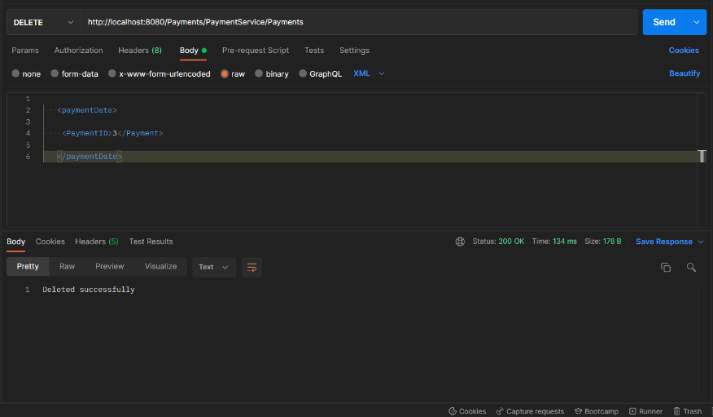 DELETE http://localhost:8080/Payments/PaymentService/Payments Send
Params Authorization Headers (8) Body Pre-request Script Tests Settings Cookies
none form-data x-www-form-urlencoded raw binary GraphQL XML Beautify
1
2 <paymentDate>
3
4 <PaymentID>3</Payment>
5
6 </paymentDate>
Body Cookies Headers (5) Test Results Status: 200 OK Time: 134 ms Size: 178 B Save Response
Pretty Raw Preview Visualize Text
1 Deleted successfully
Cookies Capture requests Bootcamp Runner Trash